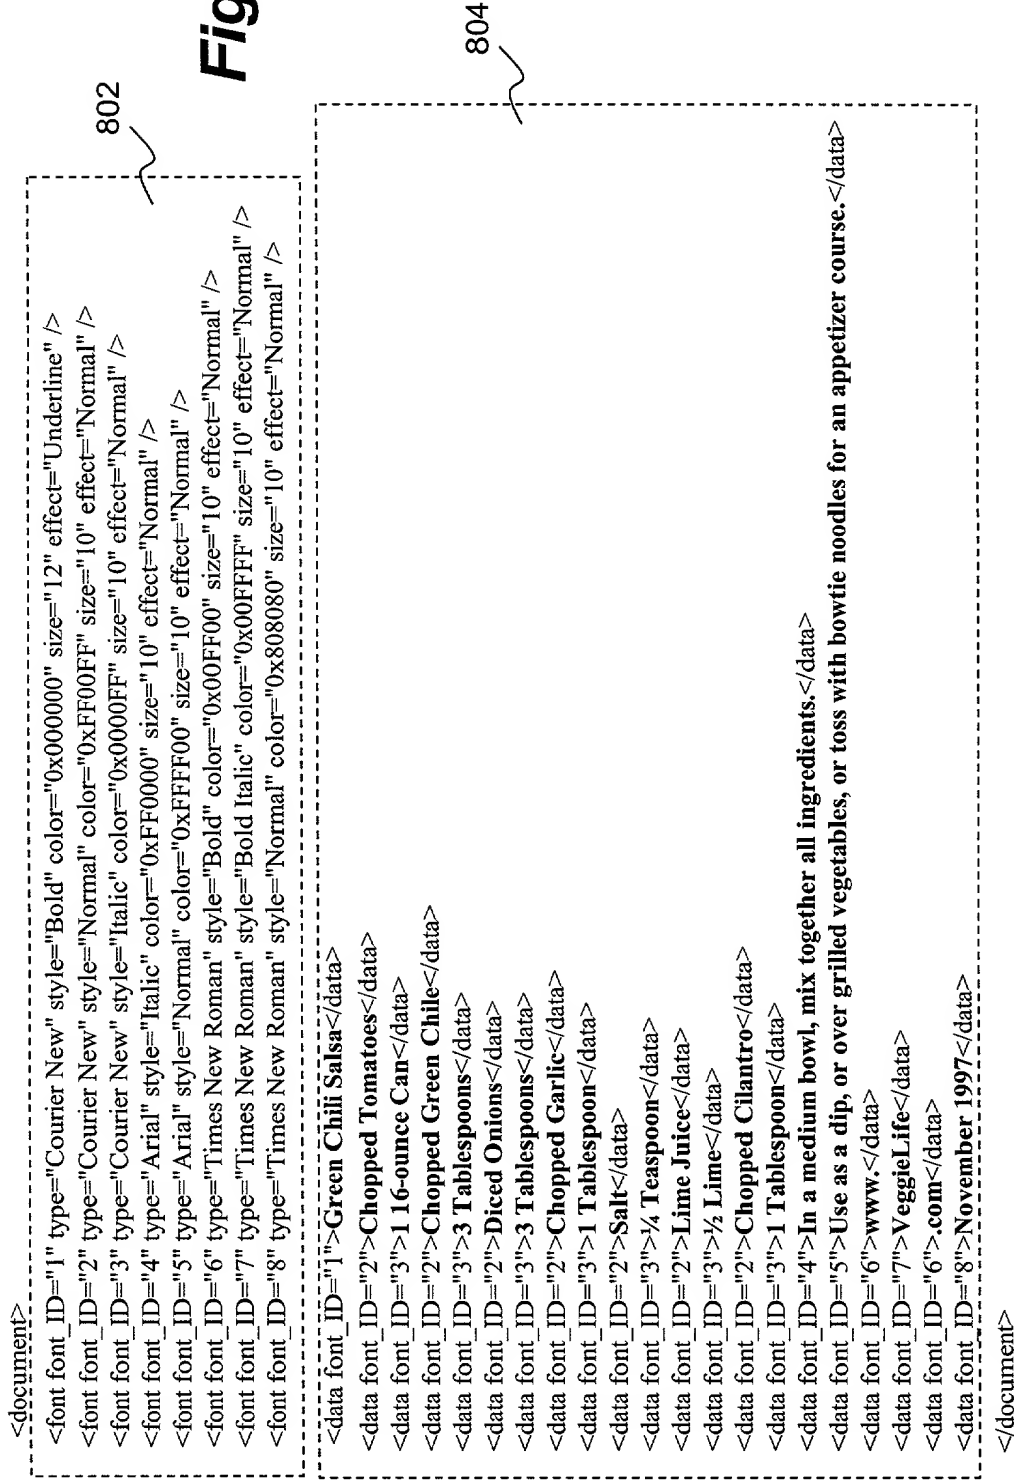 <document>
<font font_ID="1" type="Courier New" style="Bold" color="0x000000" size="12" effect="Underline" />
<font font_ID="2" type="Courier New" style="Normal" color="0xFF00FF" size="10" effect="Normal" />
<font font_ID="3" type="Courier New" style="Italic" color="0x0000FF" size="10" effect="Normal" />
<font font_ID="4" type="Arial" style="Italic" color="0xFF0000" size="10" effect="Normal" />
<font font_ID="5" type="Arial" style="Normal" color="0xFFFF00" size="10" effect="Normal" />
<font font_ID="6" type="Times New Roman" style="Bold" color="0x00FF00" size="10" effect="Normal" />
<font font_ID="7" type="Times New Roman" style="Bold Italic" color="0x00FFFF" size="10" effect="Normal" />
<font font_ID="8" type="Times New Roman" style="Normal" color="0x808080" size="10" effect="Normal" />
802
Fig
<data font_ID="1">Green Chili Salsa</data>
<data font_ID="2">Chopped Tomatoes</data>
<data font_ID="3">1 16-ounce Can</data>
<data font_ID="2">Chopped Green Chile</data>
<data font_ID="3">3 Tablespoons</data>
<data font_ID="2">Diced Onions</data>
<data font_ID="3">3 Tablespoons</data>
<data font_ID="2">Chopped Garlic</data>
<data font_ID="3">1 Tablespoon</data>
<data font_ID="2">Salt</data>
<data font_ID="3">¼ Teaspoon</data>
<data font_ID="2">Lime Juice</data>
<data font_ID="3">½ Lime</data>
<data font_ID="2">Chopped Cilantro</data>
<data font_ID="3">1 Tablespoon</data>
<data font_ID="4">In a medium bowl, mix together all ingredients.</data>
<data font_ID="5">Use as a dip, or over grilled vegetables, or toss with bowtie noodles for an appetizer course.</data>
<data font_ID="6">www.</data>
<data font_ID="7">VeggieLife</data>
<data font_ID="6">.com</data>
<data font_ID="8">November 1997</data>
804
</document>